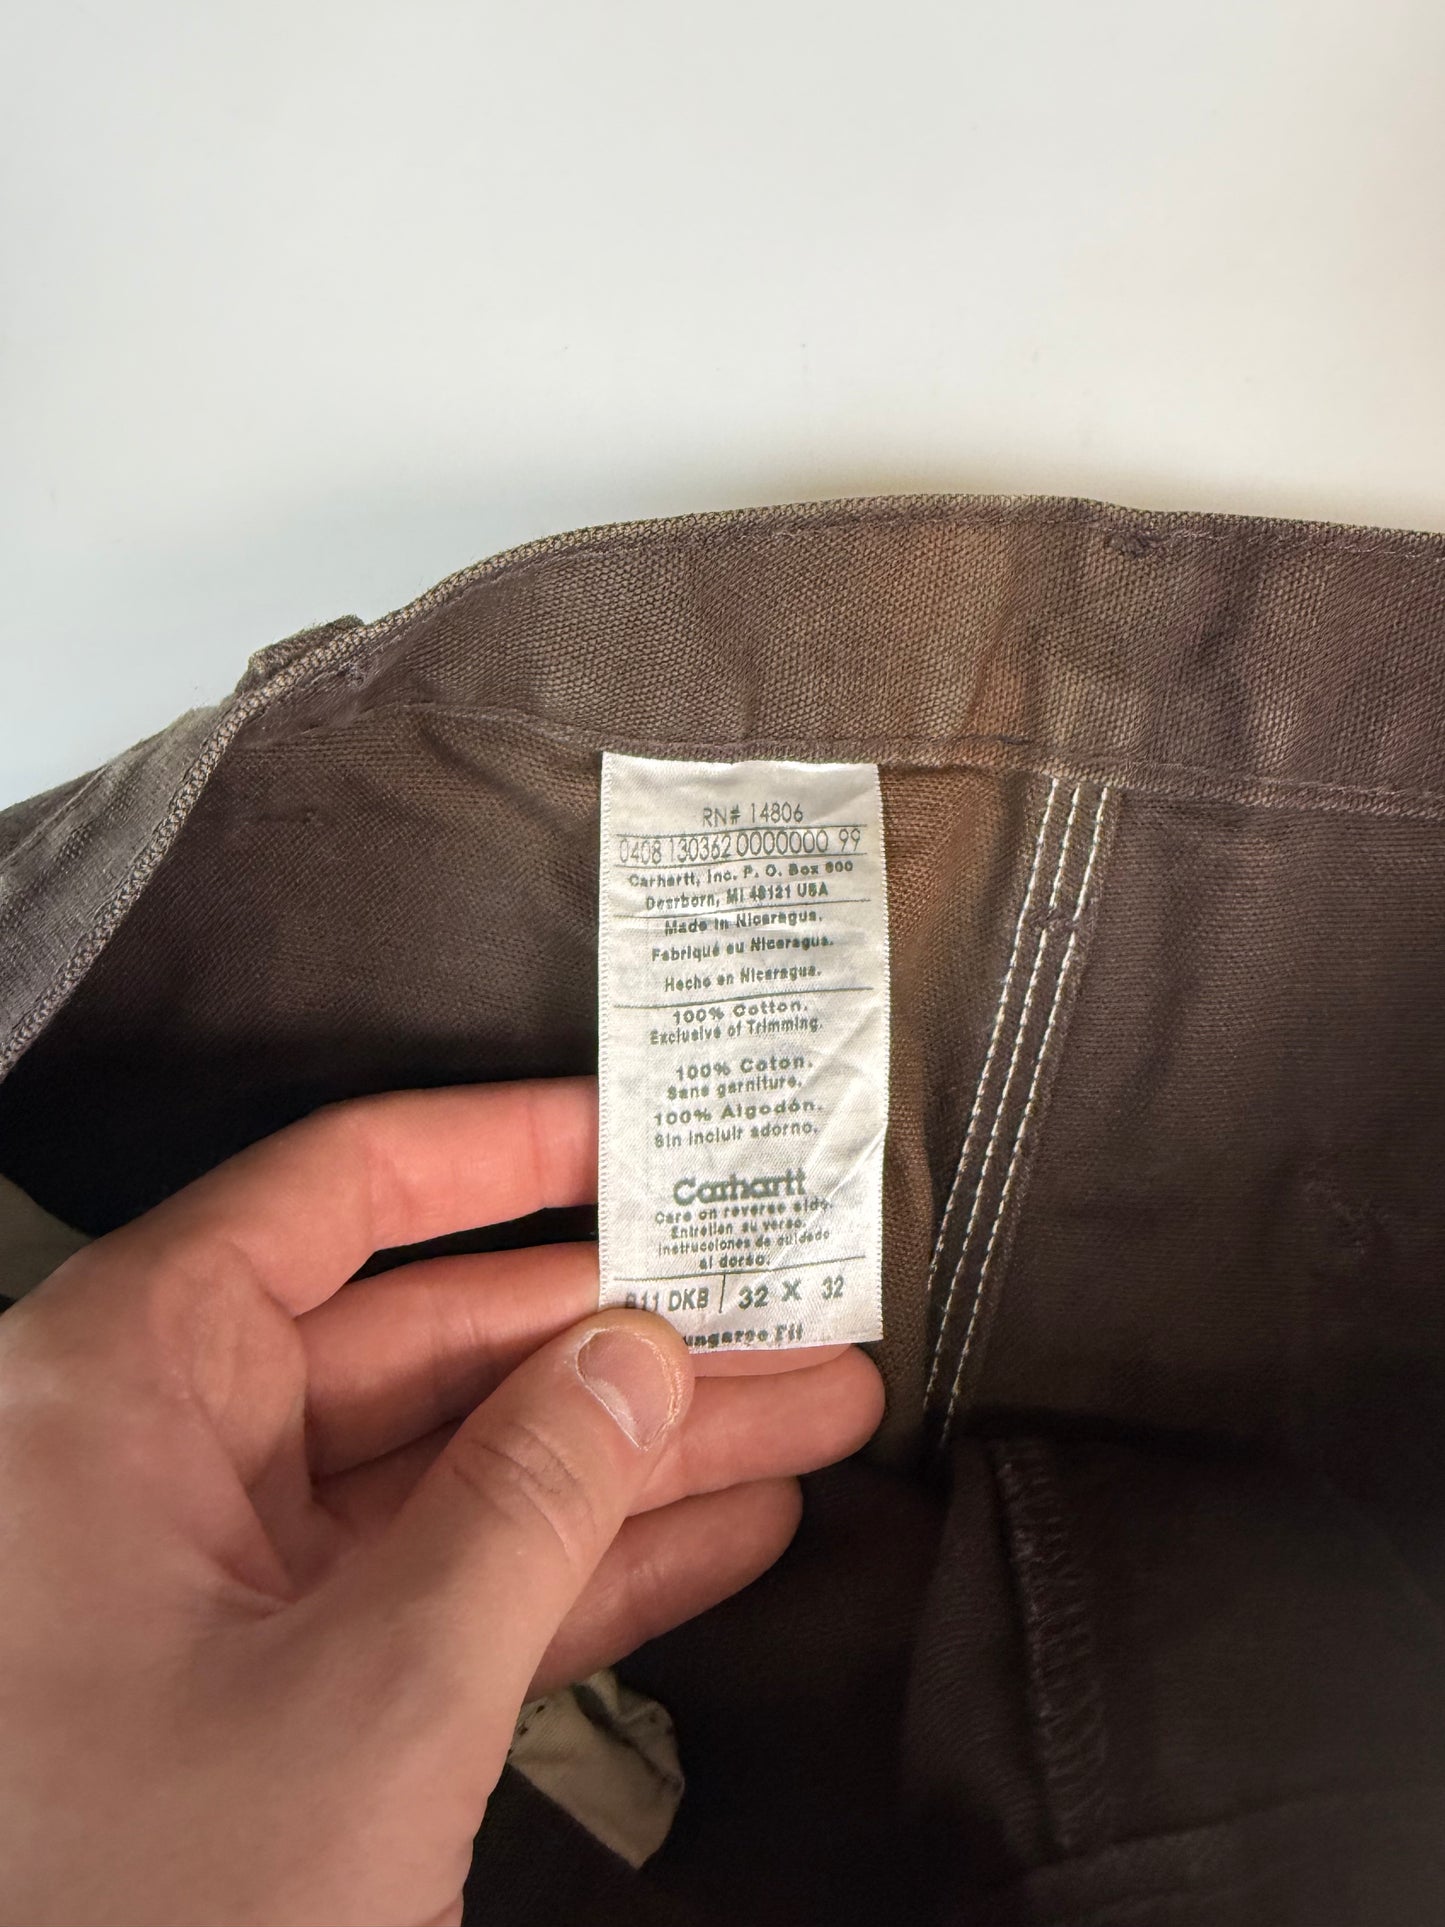 RN# 14806
0408 130362 0000000 99
Carhartt, Inc. P. O. Box 600
Dearborn, MI 48121 USA
Made in Nicaragua.
Fabriqué au Nicaragua.
Hecho en Nicaragua.
100% Cotton.
Exclusive of Trimming.
100% Coton.
Sans garniture.
100% Algodón.
Sin incluir adorno.
Carhartt
Care on reverse side.
Entretien au verso.
instrucciones de cuidado
al dorso.
B11 DKB 32 X 32
ungaree Fit